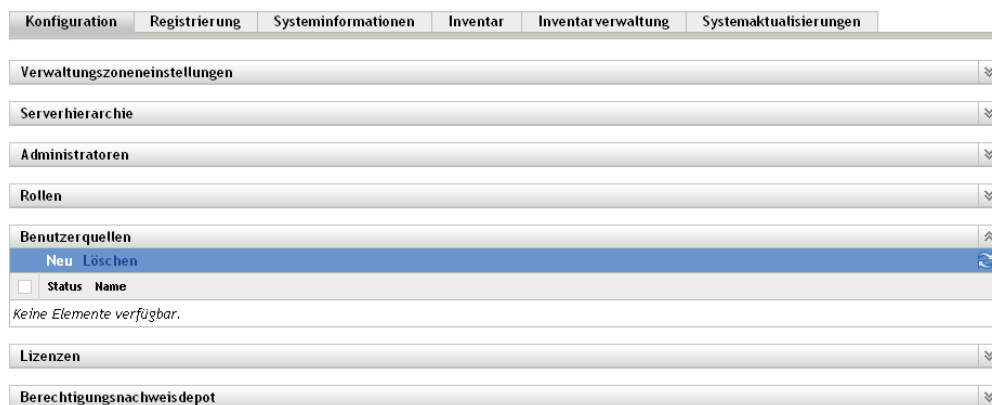 Konfiguration Registrierung Systeminformationen Inventar Inventarverwaltung Systemaktualisierungen
Verwaltungszoneneinstellungen
Serverhierarchie
Administratoren
Rollen
Benutzerquellen
Neu Löschen
Status Name
Keine Elemente verfügbar.
Lizenzen
Berechtigungsnachweisdepot